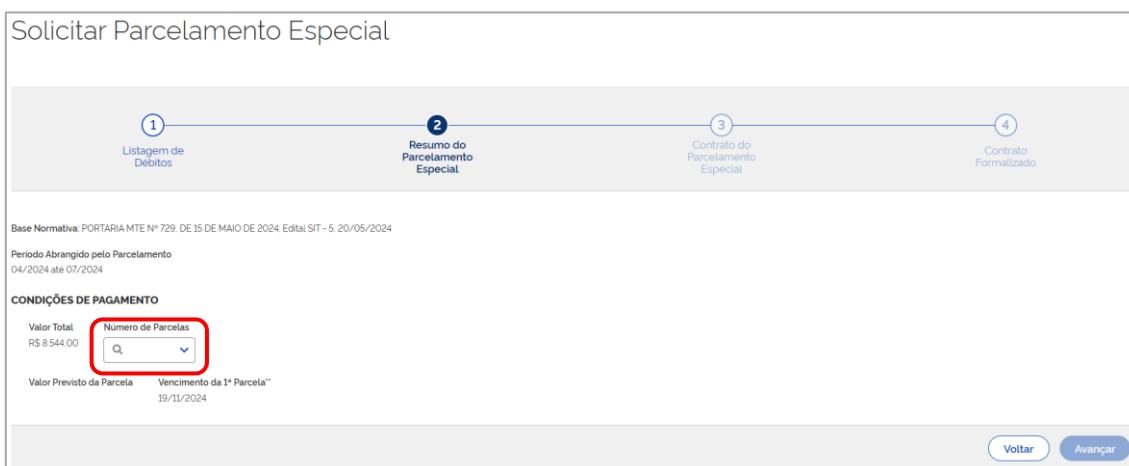 Solicitar Parcelamento Especial
1
2
3
4
Listagem de
Débitos
Resumo do
Parcelamento
Especial
Contrato do
Parcelamento
Especial
Contrato
Formalizado
Base Normativa: PORTARIA MTE Nº 729, DE 15 DE MAIO DE 2024; Edital SIT - 5, 20/05/2024
Período Abrangido pelo Parcelamento
04/2024 até 07/2024
CONDIÇÕES DE PAGAMENTO
Valor Total Número de Parcelas
R$ 8.544,00
Valor Previsto da Parcela Vencimento da 1ª Parcela**
19/11/2024
Voltar Avançar